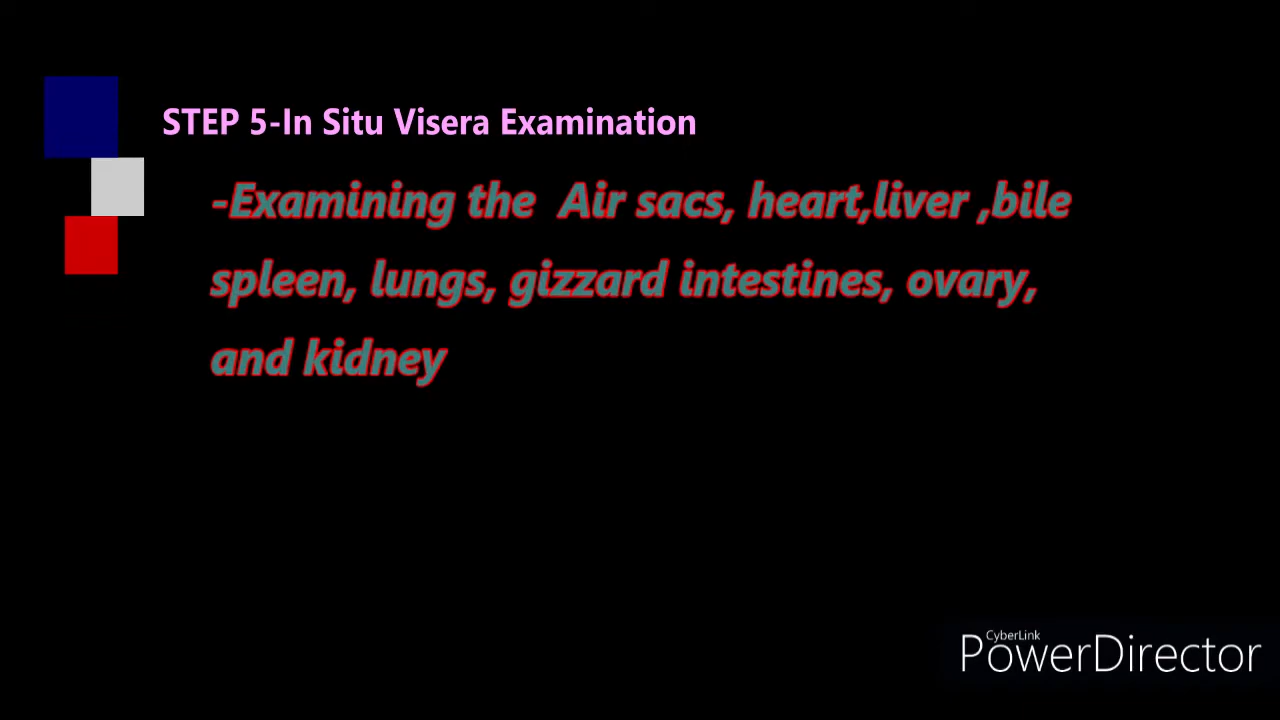 STEP 5-In Situ Visera Examination
-Examining the  Air sacs, heart,liver ,bile
spleen, lungs, gizzard intestines, ovary,
and kidney
CyberLink
PowerDirector